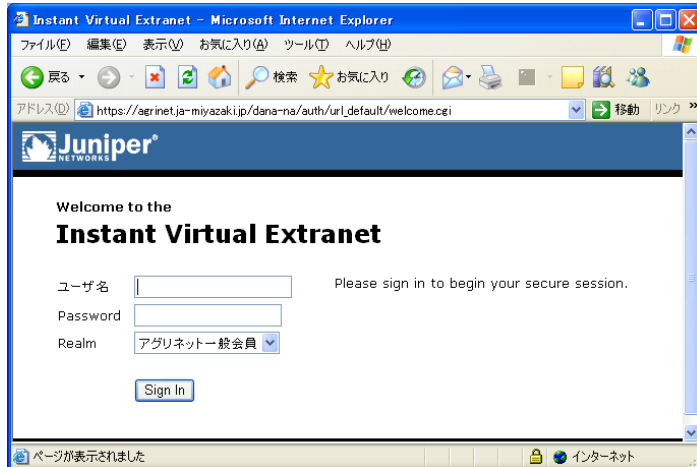 Instant Virtual Extranet - Microsoft Internet Explorer
ファイル(F) 編集(E) 表示(V) お気に入り(A) ツール(T) ヘルプ(H)
戻る 検索 お気に入り
アドレス(D) https://agrinet.ja-miyazaki.jp/dana-na/auth/url_default/welcome.cgi 移動 リンク »
Juniper®
NETWORKS
Welcome to the
Instant Virtual Extranet
ユーザ名 Please sign in to begin your secure session.
Password
Realm アグリネット一般会員
Sign In
ページが表示されました インターネット